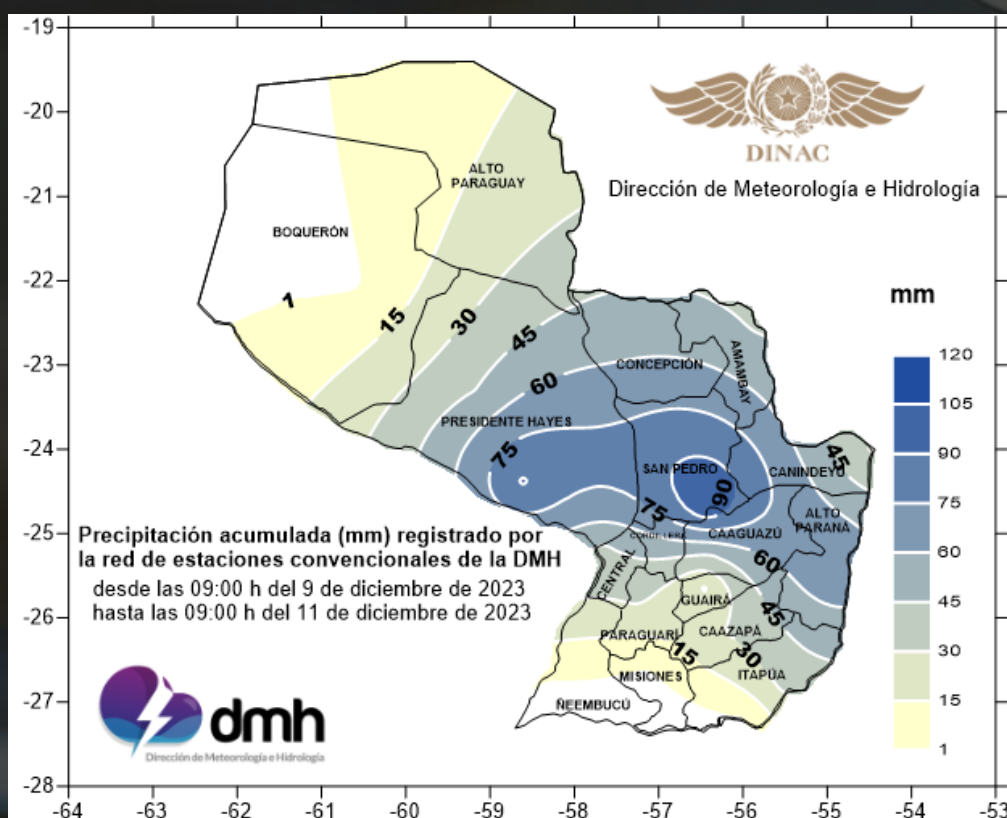 -19
-20
-21
-22
-23
-24
-25
-26
-27
-28
-64
-63
-62
-61
-60
-59
-58
-57
-56
-55
-54
-53
DINAC
Dirección de Meteorología e Hidrología
ALTO
PARAGUAY
BOQUERÓN
1
15
30
45
60
75
CONCEPCIÓN
AMAMBAY
PRESIDENTE HAYES
SAN PEDRO
90
CANINDEYÚ
45
75
ALTO
PARANÁ
CORDILLERA
CAAGUAZÚ
60
CENTRAL
GUAIRÁ
45
PARAGUARÍ
CAAZAPÁ
15
30
MISIONES
ITAPÚA
ÑEEMBUCÚ
mm
120
105
90
75
60
45
30
15
1
Precipitación acumulada (mm) registrado por
la red de estaciones convencionales de la DMH
desde las 09:00 h del 9 de diciembre de 2023
hasta las 09:00 h del 11 de diciembre de 2023
dmh
Dirección de Meteorología e Hidrología